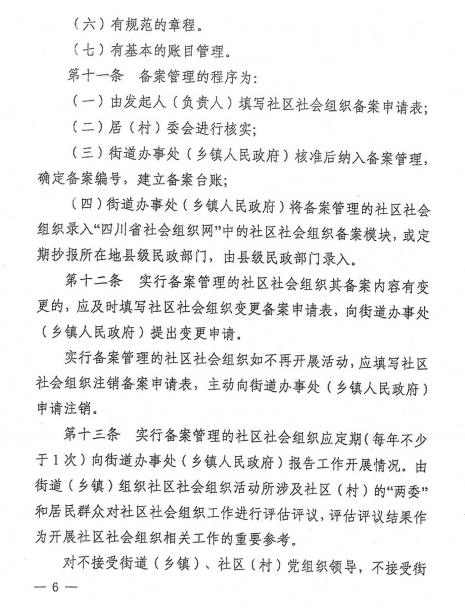 （六）有规范的章程。
（七）有基本的账目管理。
第十一条　备案管理的程序为：
（一）由发起人（负责人）填写社区社会组织备案申请表；
（二）居（村）委会进行核实；
（三）街道办事处（乡镇人民政府）核准后纳入备案管理，
确定备案编号，建立备案台账；
（四）街道办事处（乡镇人民政府）将备案管理的社区社会
组织录入“四川省社会组织网”中的社区社会组织备案模块，或定
期抄报所在地县级民政部门，由县级民政部门录入。
第十二条　实行备案管理的社区社会组织其备案内容有变
更的，应及时填写社区社会组织变更备案申请表，向街道办事处
（乡镇人民政府）提出变更申请。
实行备案管理的社区社会组织如不再开展活动，应填写社区
社会组织注销备案申请表，主动向街道办事处（乡镇人民政府）
申请注销。
第十三条　实行备案管理的社区社会组织应定期（每年不少
于1次）向街道办事处（乡镇人民政府）报告工作开展情况。由
街道（乡镇）组织社区社会组织活动所涉及社区（村）的“两委”
和居民群众对社区社会组织工作进行评估评议，评估评议结果作
为开展社区社会组织相关工作的重要参考。
对不接受街道（乡镇）、社区（村）党组织领导，不接受街
— 6 —